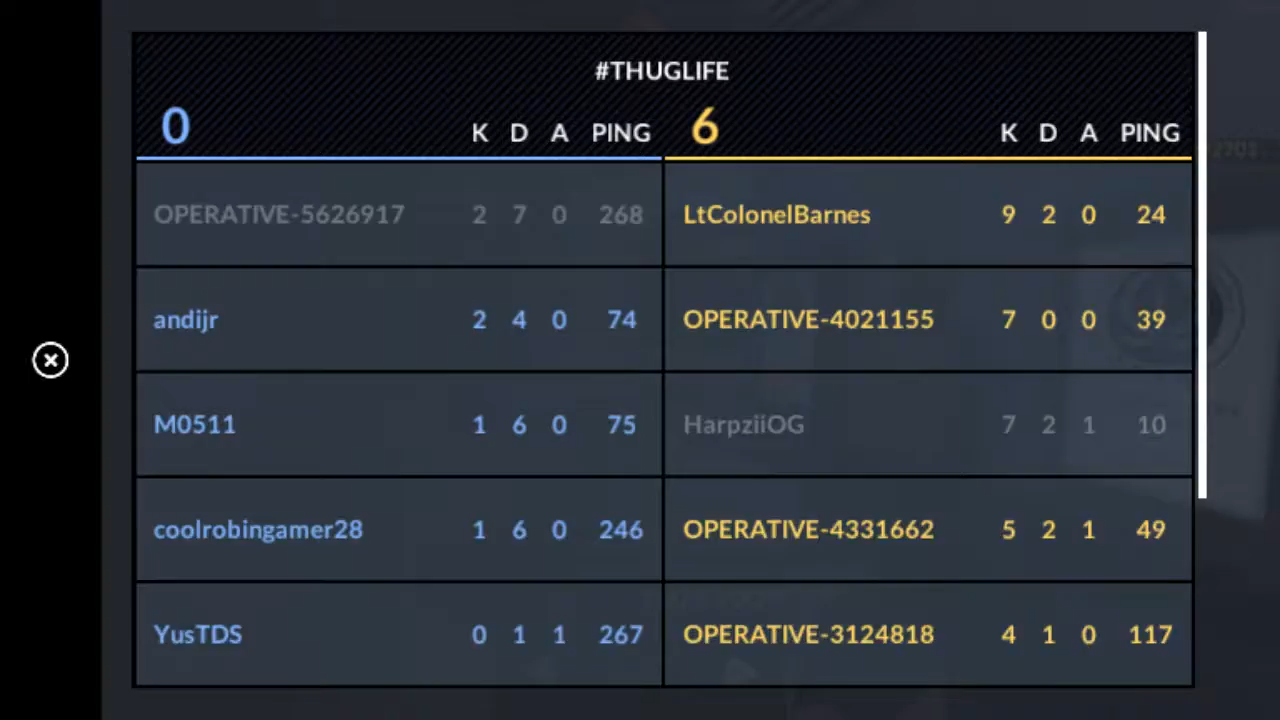 #THUGLIFE
0 K D A PING 6 K D A PING
OPERATIVE-5626917 2 7 0 268 LtColonelBarnes 9 2 0 24
andijr 2 4 0 74 OPERATIVE-4021155 7 0 0 39
M0511 1 6 0 75 HarpziiOG 7 2 1 10
coolrobingamer28 1 6 0 246 OPERATIVE-4331662 5 2 1 49
YusTDS 0 1 1 267 OPERATIVE-3124818 4 1 0 117